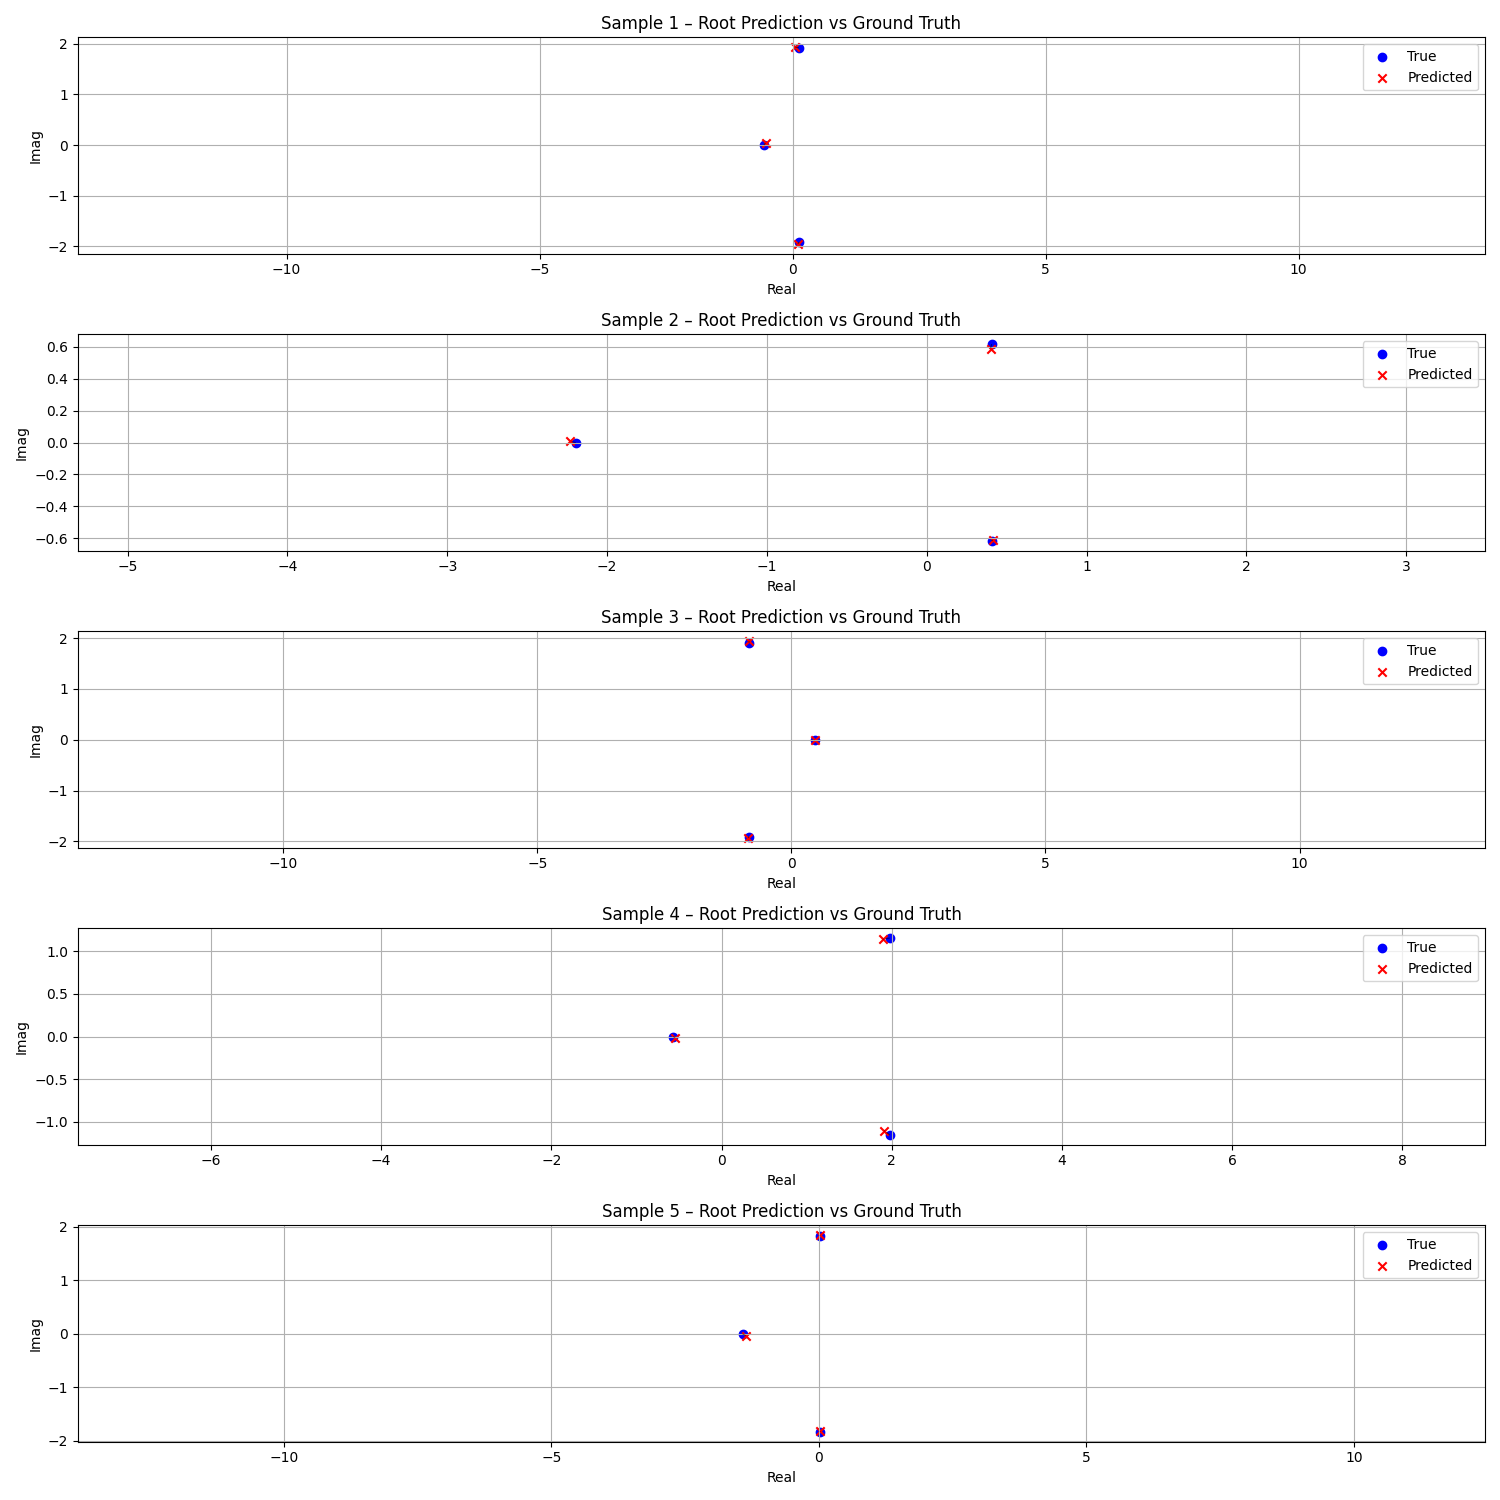 Sample 1 – Root Prediction vs Ground Truth
2
1
0
−1
−2
Imag
True
Predicted
−10 −5 0 5 10
Real
Sample 2 – Root Prediction vs Ground Truth
0.6
0.4
0.2
0.0
−0.2
−0.4
−0.6
Imag
True
Predicted
−5 −4 −3 −2 −1 0 1 2 3
Real
Sample 3 – Root Prediction vs Ground Truth
2
1
0
−1
−2
Imag
True
Predicted
−10 −5 0 5 10
Real
Sample 4 – Root Prediction vs Ground Truth
1.0
0.5
0.0
−0.5
−1.0
Imag
True
Predicted
−6 −4 −2 0 2 4 6 8
Real
Sample 5 – Root Prediction vs Ground Truth
2
1
0
−1
−2
Imag
True
Predicted
−10 −5 0 5 10
Real